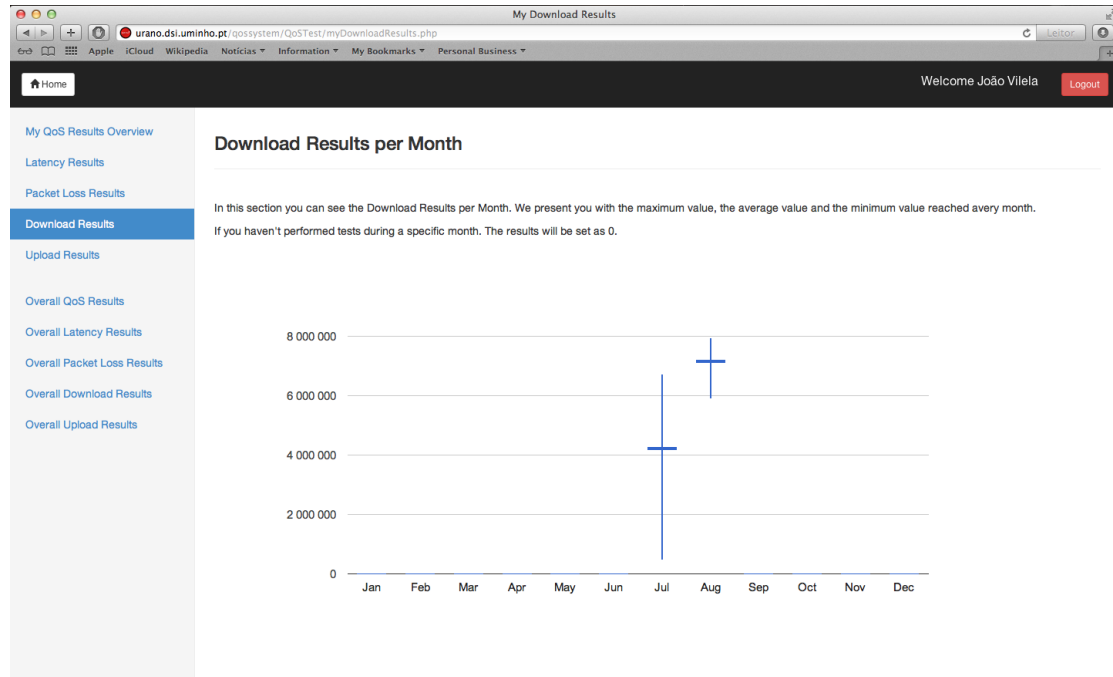 My Download Results
urano.dsi.uminho.pt/qossystem/QoSTest/myDownloadResults.php
Leitor
Apple iCloud Wikipedia Notícias Information My Bookmarks Personal Business
Home
Welcome João Vilela
Logout
My QoS Results Overview
Latency Results
Packet Loss Results
Download Results
Upload Results
Overall QoS Results
Overall Latency Results
Overall Packet Loss Results
Overall Download Results
Overall Upload Results
Download Results per Month
In this section you can see the Download Results per Month. We present you with the maximum value, the average value and the minimum value reached avery month.
If you haven't performed tests during a specific month. The results will be set as 0.
8 000 000
6 000 000
4 000 000
2 000 000
0
Jan Feb Mar Apr May Jun Jul Aug Sep Oct Nov Dec